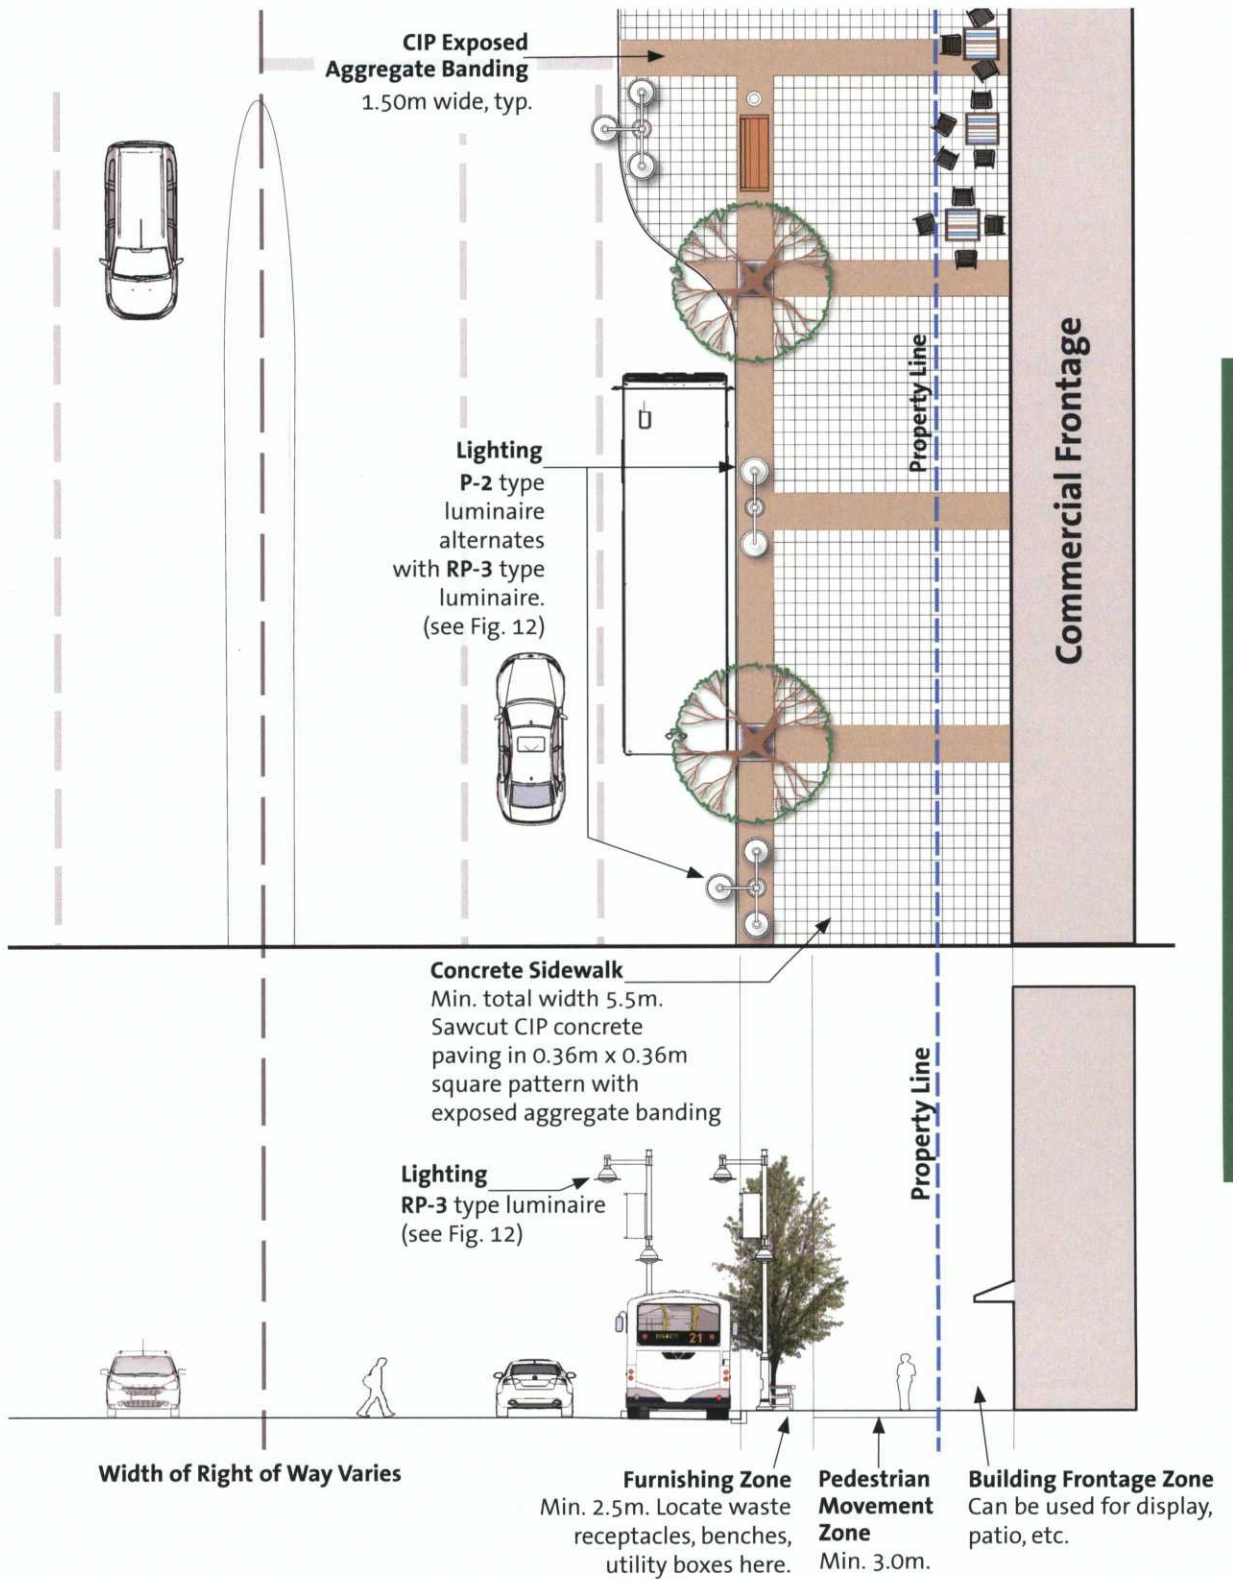 CIP Exposed
Aggregate Banding
1.50m wide, typ.
Property Line
Commercial Frontage
Lighting
P-2 type
luminaire
alternates
with RP-3 type
luminaire.
(see Fig. 12)
Concrete Sidewalk
Min. total width 5.5m.
Sawcut CIP concrete
paving in 0.36m x 0.36m
square pattern with
exposed aggregate banding
Property Line
Lighting
RP-3 type luminaire
(see Fig. 12)
21
Width of Right of Way Varies
Furnishing Zone
Min. 2.5m. Locate waste
receptacles, benches,
utility boxes here.
Pedestrian
Movement
Zone
Min. 3.0m.
Building Frontage Zone
Can be used for display,
patio, etc.